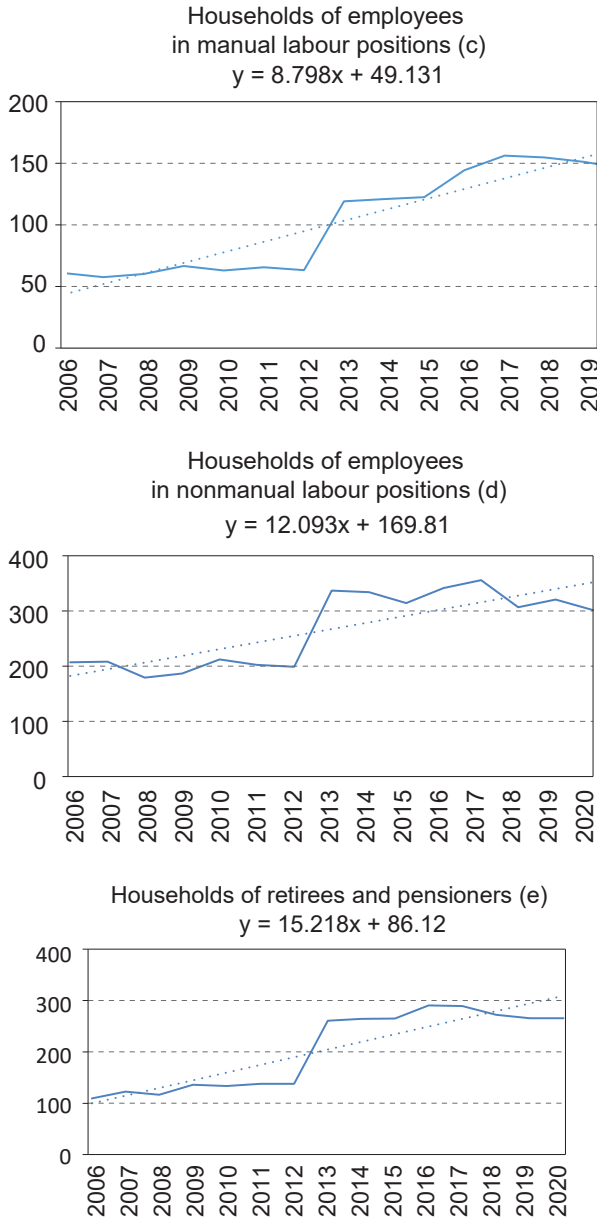 Households of employees
in manual labour positions (c)
y = 8.798x + 49.131
200
150
100
50
0
2006 2007 2008 2009 2010 2011 2012 2013 2014 2015 2016 2017 2018 2019
Households of employees
in nonmanual labour positions (d)
y = 12.093x + 169.81
400
300
200
100
0
2006 2007 2008 2009 2010 2011 2012 2013 2014 2015 2016 2017 2018 2019 2020
Households of retirees and pensioners (e)
y = 15.218x + 86.12
400
300
200
100
0
2006 2007 2008 2009 2010 2011 2012 2013 2014 2015 2016 2017 2018 2019 2020